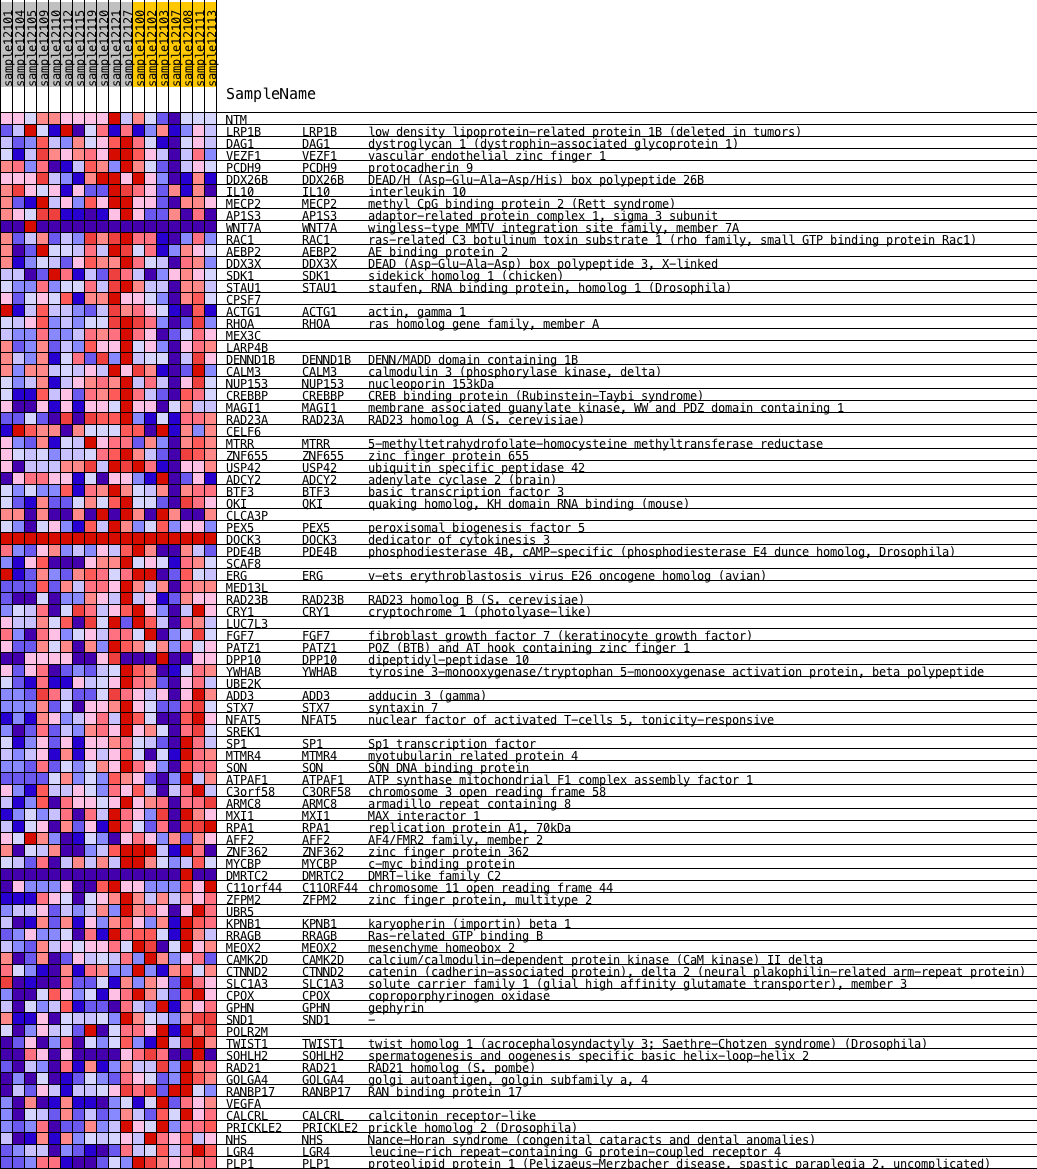 sample12101
sample12104
sample12105
sample12109
sample12110
sample12112
sample12115
sample12119
sample12120
sample12121
sample12127
sample12100
sample12102
sample12103
sample12107
sample12108
sample12111
sample12113
SampleName
NTM
LRP1B LRP1B low density lipoprotein-related protein 1B (deleted in tumors)
DAG1 DAG1 dystroglycan 1 (dystrophin-associated glycoprotein 1)
VEZF1 VEZF1 vascular endothelial zinc finger 1
PCDH9 PCDH9 protocadherin 9
DDX26B DDX26B DEAD/H (Asp-Glu-Ala-Asp/His) box polypeptide 26B
IL10 IL10 interleukin 10
MECP2 MECP2 methyl CpG binding protein 2 (Rett syndrome)
AP1S3 AP1S3 adaptor-related protein complex 1, sigma 3 subunit
WNT7A WNT7A wingless-type MMTV integration site family, member 7A
RAC1 RAC1 ras-related C3 botulinum toxin substrate 1 (rho family, small GTP binding protein Rac1)
AEBP2 AEBP2 AE binding protein 2
DDX3X DDX3X DEAD (Asp-Glu-Ala-Asp) box polypeptide 3, X-linked
SDK1 SDK1 sidekick homolog 1 (chicken)
STAU1 STAU1 staufen, RNA binding protein, homolog 1 (Drosophila)
CPSF7
ACTG1 ACTG1 actin, gamma 1
RHOA RHOA ras homolog gene family, member A
MEX3C
LARP4B
DENND1B DENND1B DENN/MADD domain containing 1B
CALM3 CALM3 calmodulin 3 (phosphorylase kinase, delta)
NUP153 NUP153 nucleoporin 153kDa
CREBBP CREBBP CREB binding protein (Rubinstein-Taybi syndrome)
MAGI1 MAGI1 membrane associated guanylate kinase, WW and PDZ domain containing 1
RAD23A RAD23A RAD23 homolog A (S. cerevisiae)
CELF6
MTRR MTRR 5-methyltetrahydrofolate-homocysteine methyltransferase reductase
ZNF655 ZNF655 zinc finger protein 655
USP42 USP42 ubiquitin specific peptidase 42
ADCY2 ADCY2 adenylate cyclase 2 (brain)
BTF3 BTF3 basic transcription factor 3
QKI QKI quaking homolog, KH domain RNA binding (mouse)
CLCA3P
PEX5 PEX5 peroxisomal biogenesis factor 5
DOCK3 DOCK3 dedicator of cytokinesis 3
PDE4B PDE4B phosphodiesterase 4B, cAMP-specific (phosphodiesterase E4 dunce homolog, Drosophila)
SCAF8
ERG ERG v-ets erythroblastosis virus E26 oncogene homolog (avian)
MED13L
RAD23B RAD23B RAD23 homolog B (S. cerevisiae)
CRY1 CRY1 cryptochrome 1 (photolyase-like)
LUC7L3
FGF7 FGF7 fibroblast growth factor 7 (keratinocyte growth factor)
PATZ1 PATZ1 POZ (BTB) and AT hook containing zinc finger 1
DPP10 DPP10 dipeptidyl-peptidase 10
YWHAB YWHAB tyrosine 3-monooxygenase/tryptophan 5-monooxygenase activation protein, beta polypeptide
UBE2K
ADD3 ADD3 adducin 3 (gamma)
STX7 STX7 syntaxin 7
NFAT5 NFAT5 nuclear factor of activated T-cells 5, tonicity-responsive
SREK1
SP1 SP1 Sp1 transcription factor
MTMR4 MTMR4 myotubularin related protein 4
SON SON SON DNA binding protein
ATPAF1 ATPAF1 ATP synthase mitochondrial F1 complex assembly factor 1
C3orf58 C3ORF58 chromosome 3 open reading frame 58
ARMC8 ARMC8 armadillo repeat containing 8
MXI1 MXI1 MAX interactor 1
RPA1 RPA1 replication protein A1, 70kDa
AFF2 AFF2 AF4/FMR2 family, member 2
ZNF362 ZNF362 zinc finger protein 362
MYCBP MYCBP c-myc binding protein
DMRTC2 DMRTC2 DMRT-like family C2
C11orf44 C11ORF44 chromosome 11 open reading frame 44
ZFPM2 ZFPM2 zinc finger protein, multitype 2
UBR5
KPNB1 KPNB1 karyopherin (importin) beta 1
RRAGB RRAGB Ras-related GTP binding B
MEOX2 MEOX2 mesenchyme homeobox 2
CAMK2D CAMK2D calcium/calmodulin-dependent protein kinase (CaM kinase) II delta
CTNND2 CTNND2 catenin (cadherin-associated protein), delta 2 (neural plakophilin-related arm-repeat protein)
SLC1A3 SLC1A3 solute carrier family 1 (glial high affinity glutamate transporter), member 3
CPOX CPOX coproporphyrinogen oxidase
GPHN GPHN gephyrin
SND1 SND1 -
POLR2M
TWIST1 TWIST1 twist homolog 1 (acrocephalosyndactyly 3; Saethre-Chotzen syndrome) (Drosophila)
SOHLH2 SOHLH2 spermatogenesis and oogenesis specific basic helix-loop-helix 2
RAD21 RAD21 RAD21 homolog (S. pombe)
GOLGA4 GOLGA4 golgi autoantigen, golgin subfamily a, 4
RANBP17 RANBP17 RAN binding protein 17
VEGFA
CALCRL CALCRL calcitonin receptor-like
PRICKLE2 PRICKLE2 prickle homolog 2 (Drosophila)
NHS NHS Nance-Horan syndrome (congenital cataracts and dental anomalies)
LGR4 LGR4 leucine-rich repeat-containing G protein-coupled receptor 4
PLP1 PLP1 proteolipid protein 1 (Pelizaeus-Merzbacher disease, spastic paraplegia 2, uncomplicated)